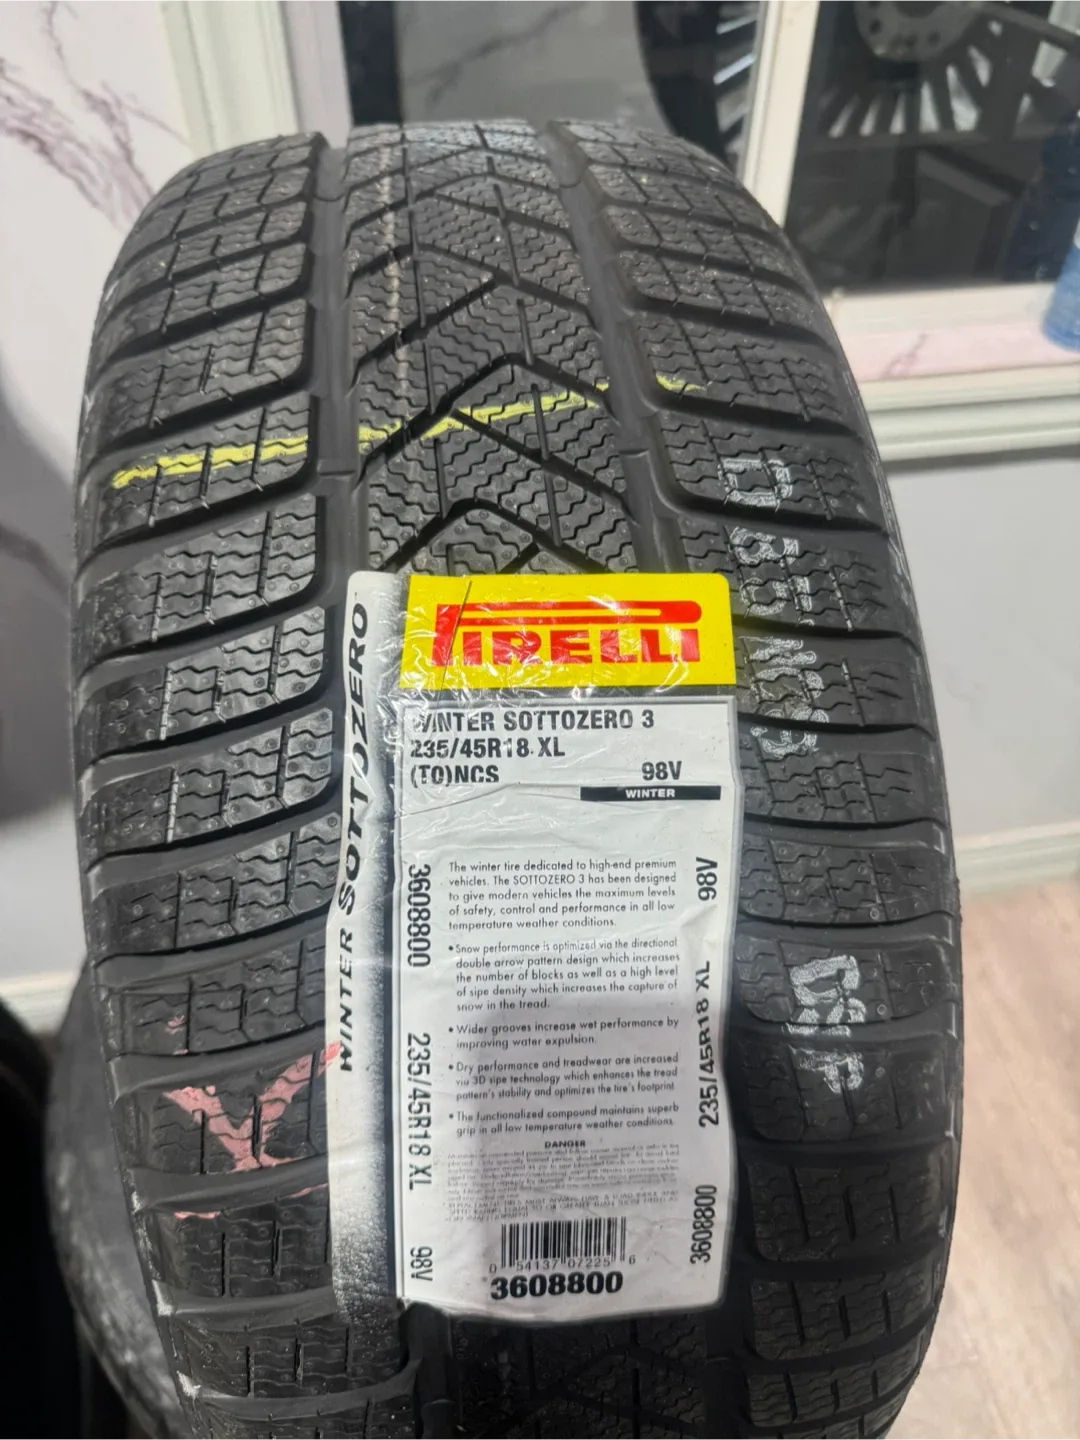 PIRELLI
WINTER SOTTOZERO 3
235/45R18 XL
(TO)NCS 98V
WINTER
WINTER SOTTOZERO
The winter tire dedicated to high-end premium
vehicles. The SOTTOZERO 3 has been designed
to give modern vehicles the maximum levels
of safety, control and performance in all low
temperature weather conditions.
• Snow performance is optimized via the directional
double arrow pattern design which increases
the number of blocks as well as a high level
of sipe density which increases the capture of
snow in the tread.
• Wider grooves increase wet performance by
improving water expulsion.
• Dry performance and treadwear are increased
via 3D sipe technology which enhances the tread
pattern's stability and optimizes the tire's footprint
• The functionalized compound maintains superb
grip in all low temperature weather conditions.
DANGER
0 54137 07225 6
3608800
3608800 235/45R18 XL 98V
3608800 235/45R18 XL 98V